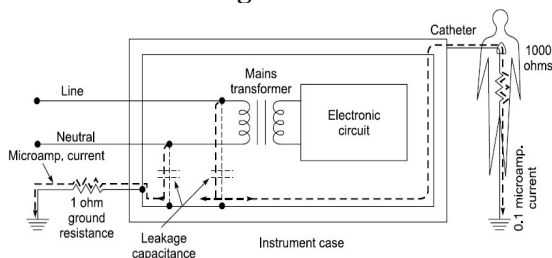 Catheter
1000
ohms
Mains
transformer
Line
Electronic
circuit
Neutral
Microamp, current
1 ohm
ground
resistance
Leakage
capacitance
Instrument case
0.1 microamp.
current